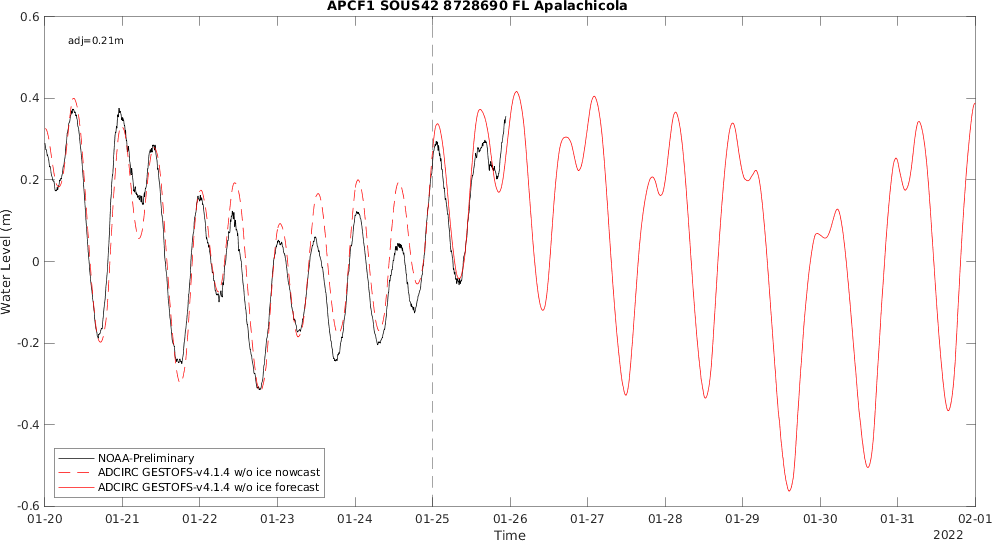 APCF1 SOUS42 8728690 FL Apalachicola
adj=0.21m
0.6
0.4
0.2
0
-0.2
-0.4
-0.6
Water Level (m)
NOAA-Preliminary
ADCIRC GESTOFS-v4.1.4 w/o ice nowcast
ADCIRC GESTOFS-v4.1.4 w/o ice forecast
01-20 01-21 01-22 01-23 01-24 01-25 01-26 01-27 01-28 01-29 01-30 01-31 02-01
Time
2022